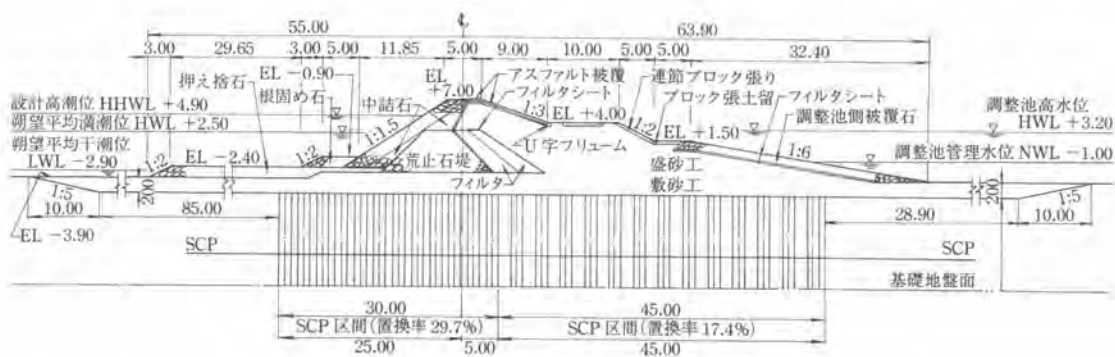 ℄
55.00
63.90
3.00
29.65
3.00
5.00
11.85
5.00
9.00
10.00
5.00
5.00
32.40
押え捨石
EL −0.90
根固め石
中詰石
EL +7.00
アスファルト被覆
フィルタシート
1:3
EL +4.00
連節ブロック張り
ブロック張土留
フィルタシート
調整池側被覆石
設計高潮位 HHWL +4.90
朔望平均満潮位 HWL +2.50
朔望平均干潮位
LWL −2.90
調整池高水位
HWL +3.20
調整池管理水位 NWL −1.00
1:2
EL −2.40
1:2
1:1.5
荒止石堤
U字フリューム
フィルタ
1:2
EL +1.50
盛砂工
敷砂工
1:6
1:5
10.00
200
85.00
EL −3.90
28.90
200
1:5
10.00
SCP
SCP
基礎地盤面
30.00
45.00
SCP 区間(置換率 29.7%)
SCP 区間(置換率 17.4%)
25.00
5.00
45.00